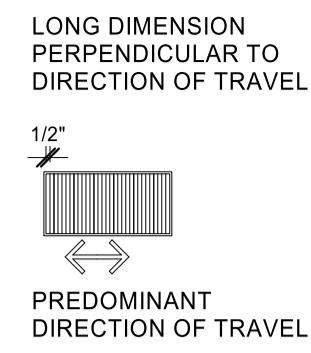 LONG DIMENSION
PERPENDICULAR TO
DIRECTION OF TRAVEL
1/2"
PREDOMINANT
DIRECTION OF TRAVEL